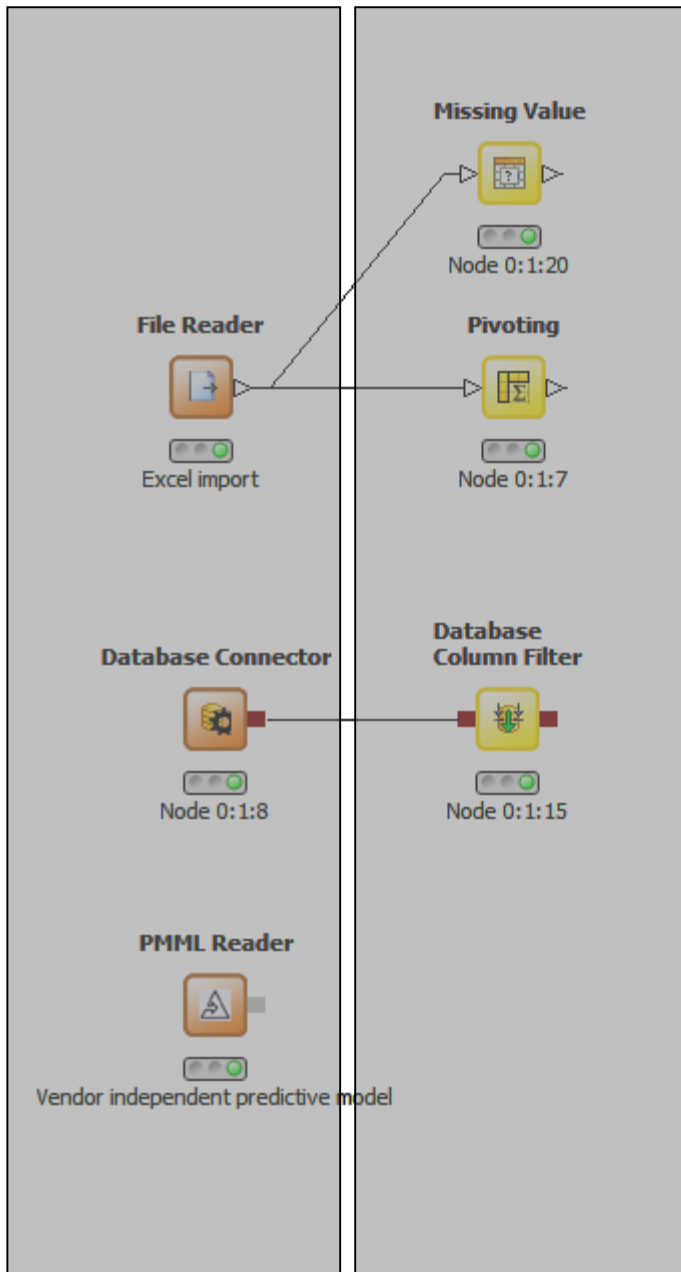 Missing Value
Node 0:1:20
File Reader
Excel import
Pivoting
Node 0:1:7
Database Connector
Node 0:1:8
Database
Column Filter
Node 0:1:15
PMML Reader
Vendor independent predictive model